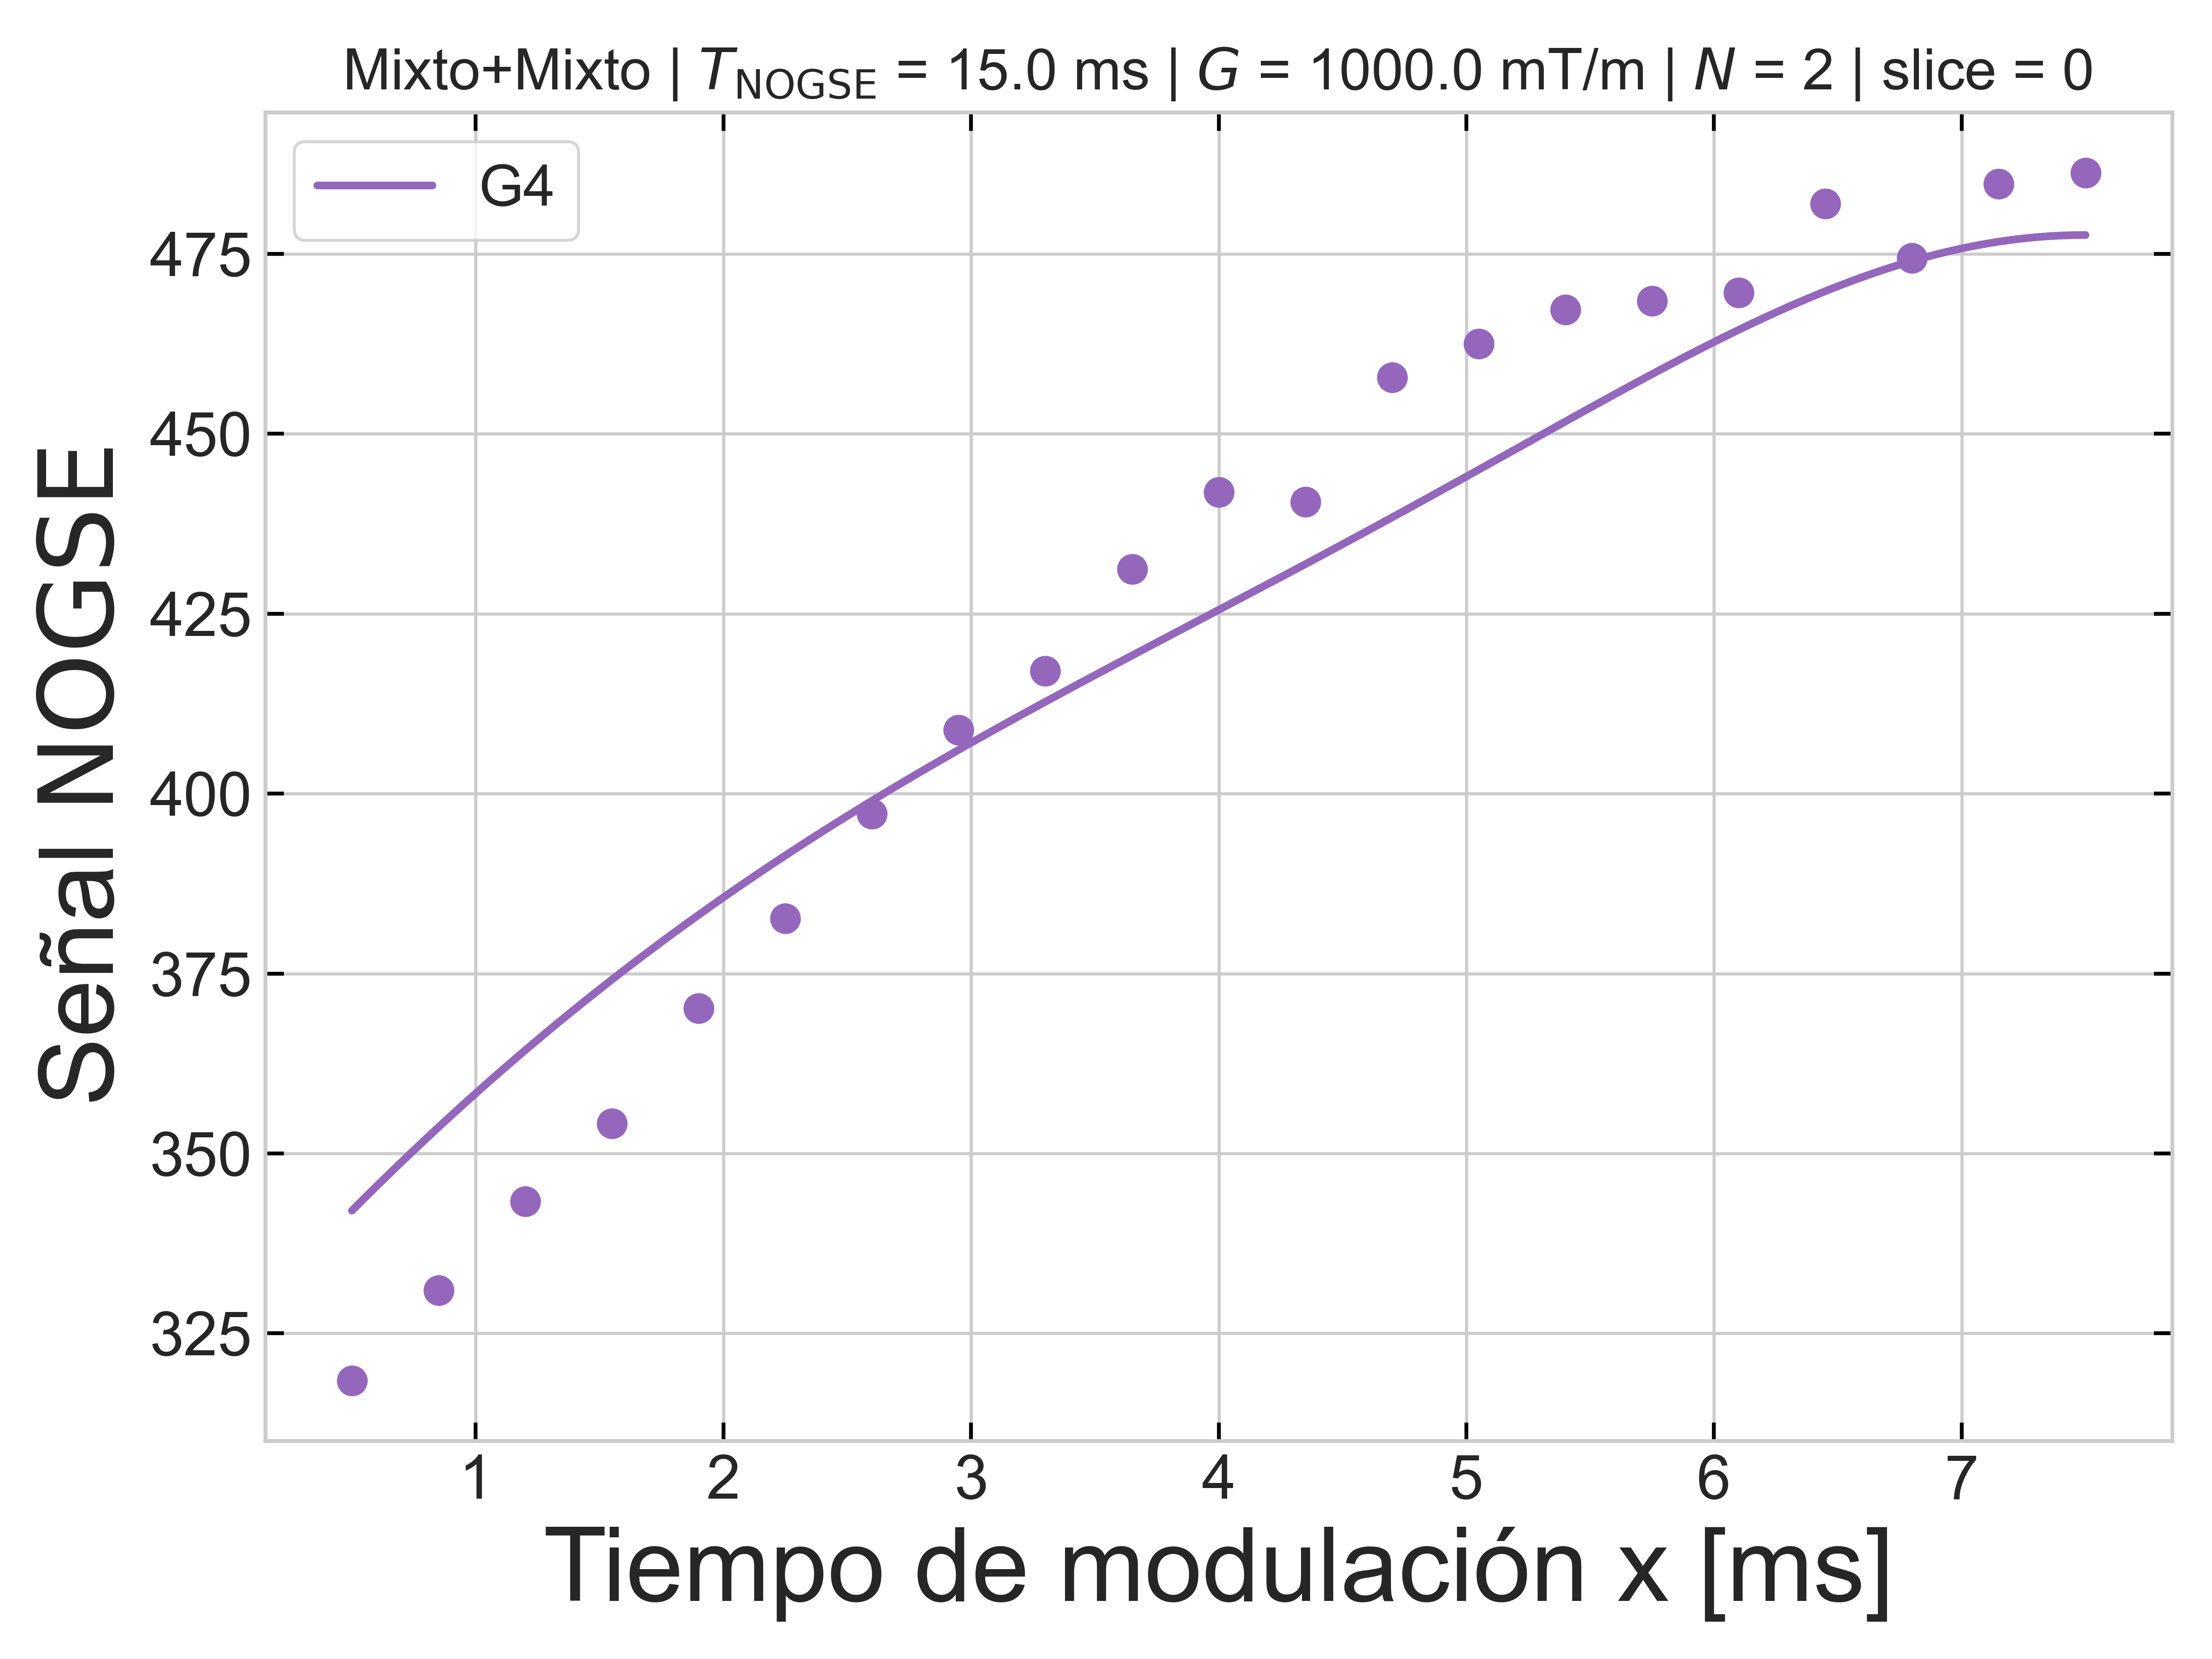 Mixto+Mixto | T_NOGSE = 15.0 ms | G = 1000.0 mT/m | N = 2 | slice = 0
G4
Señal NOGSE
475
450
425
400
375
350
325
1 2 3 4 5 6 7
Tiempo de modulación x [ms]